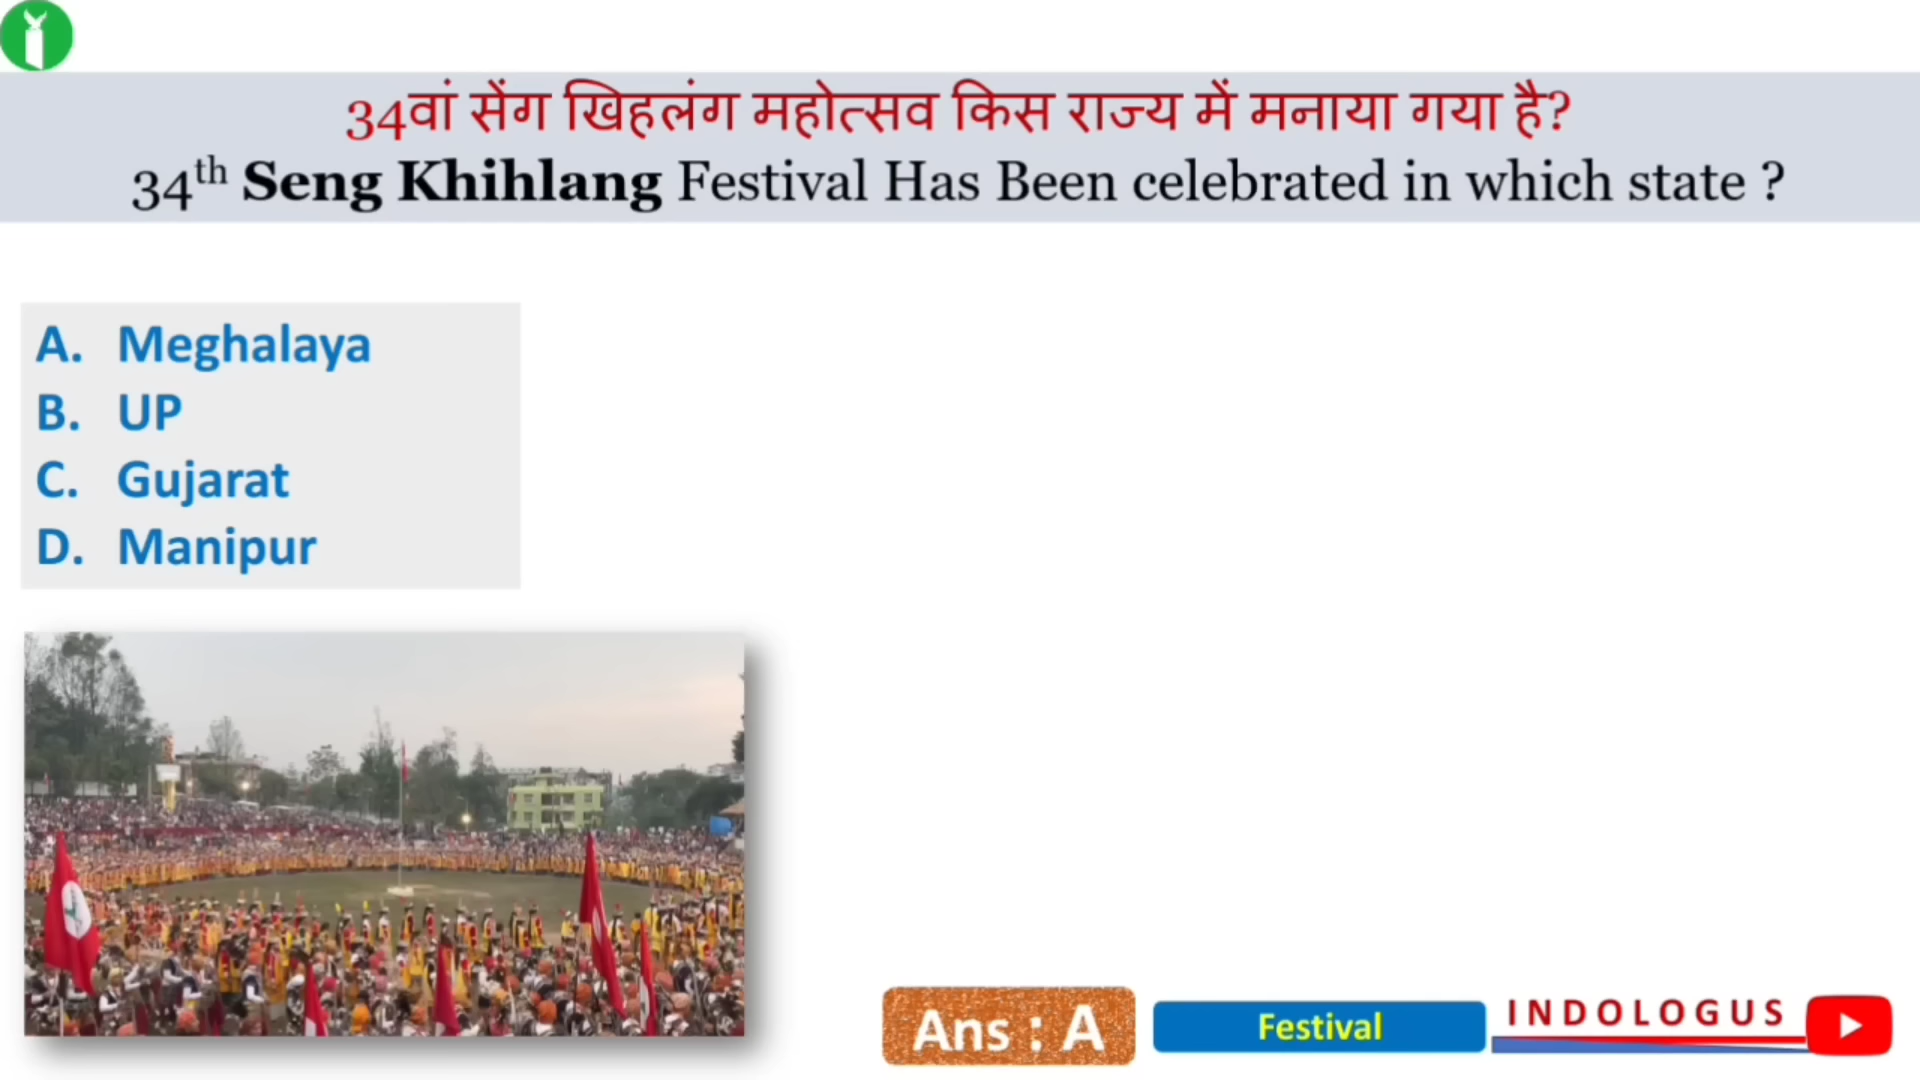 34वां सेंग खिहलंग महोत्सव किस राज्य में मनाया गया है?
34th Seng Khihlang Festival Has Been celebrated in which state ?
A. Meghalaya
B. UP
C. Gujarat
D. Manipur
Ans : A
Festival
INDOLOGUS